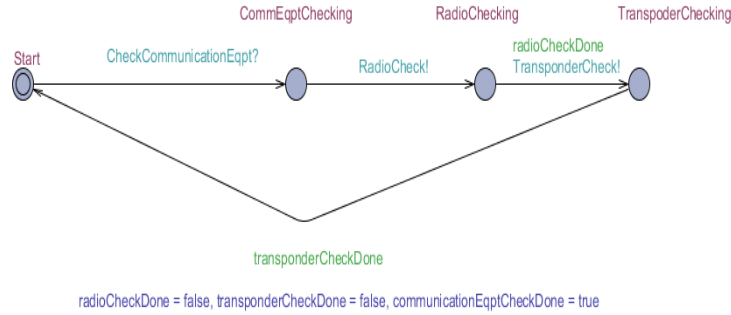 CommEqptChecking
RadioChecking
TranspoderChecking
Start
CheckCommunicationEqpt?
RadioCheck!
radioCheckDone
TransponderCheck!
transponderCheckDone
radioCheckDone = false, transponderCheckDone = false, communicationEqptCheckDone = true